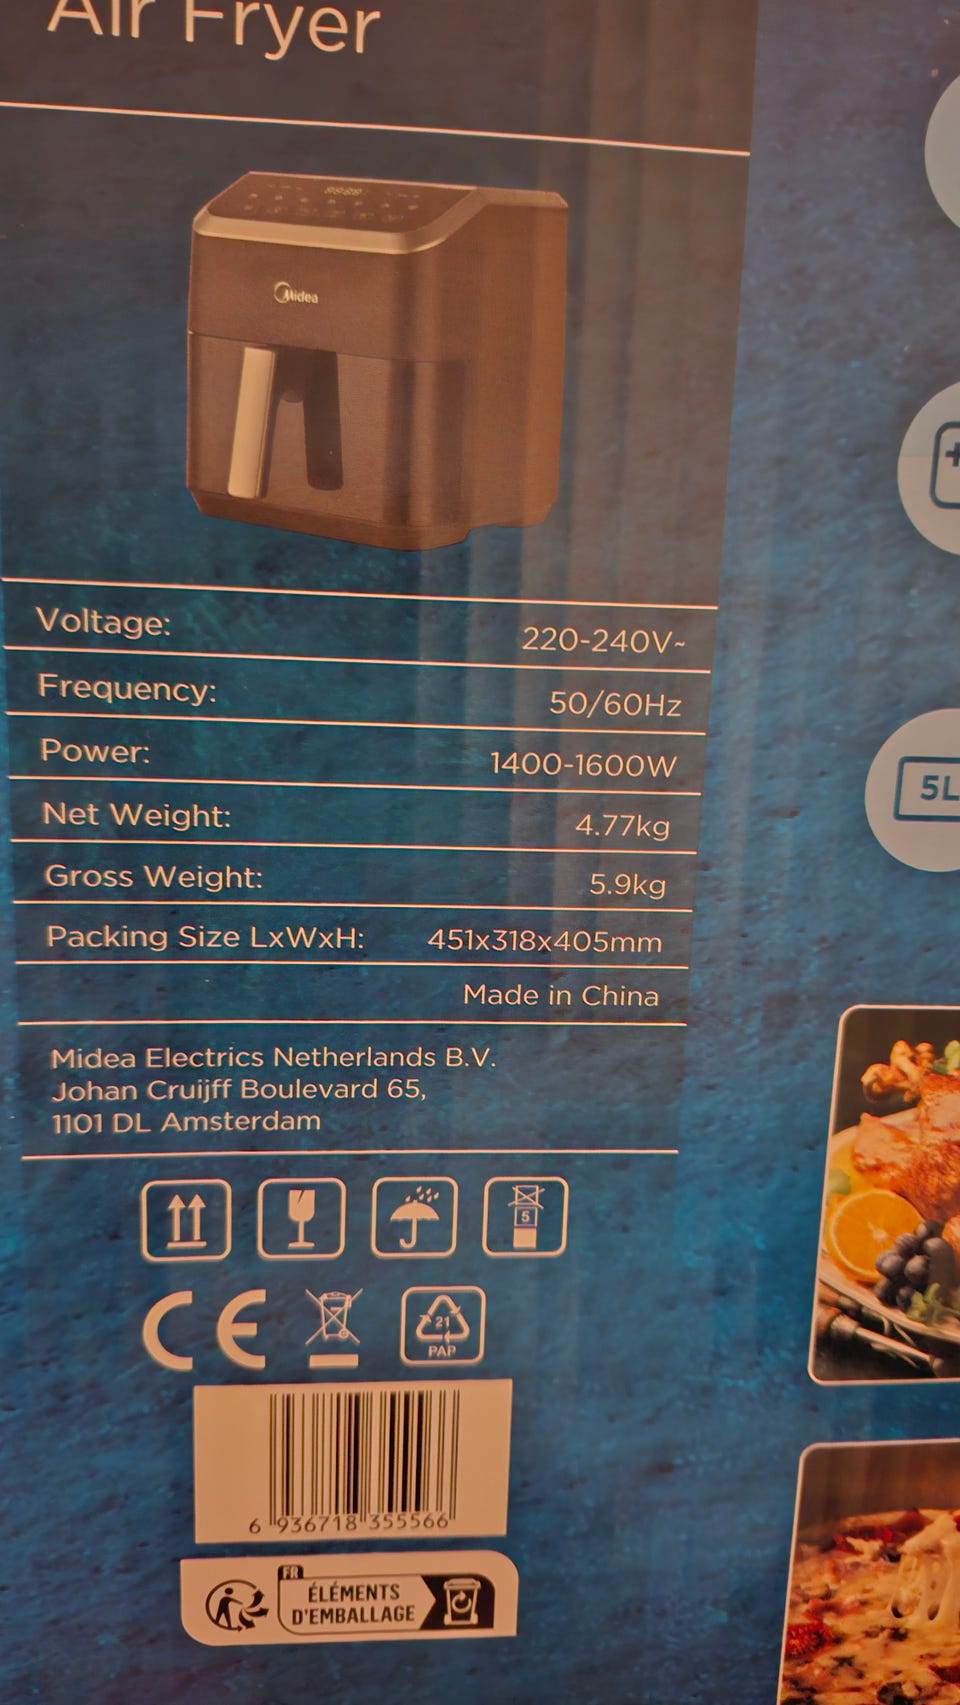 Air Fryer
Midea
Voltage: 220-240V~
Frequency: 50/60Hz
Power: 1400-1600W
Net Weight: 4.77kg
Gross Weight: 5.9kg
Packing Size LxWxH: 451x318x405mm
Made in China
Midea Electrics Netherlands B.V.
Johan Cruijff Boulevard 65,
1101 DL Amsterdam
5L
5
CE
21
PAP
6 936718 355566
FR
ÉLÉMENTS
D'EMBALLAGE